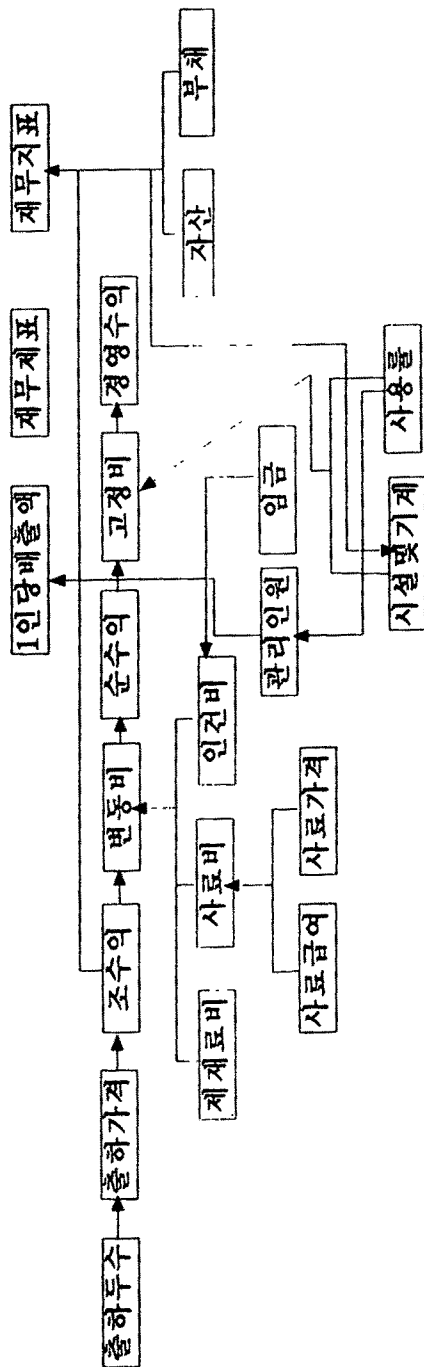 1인당배출액
재무제표
재무지표
출하두수
출하가격
조수익
변동비
순수익
고정비
경영수익
제재료비
사료비
인건비
자산
부채
사료급여
사료가격
관리인원
임금
시설및기계
사용률